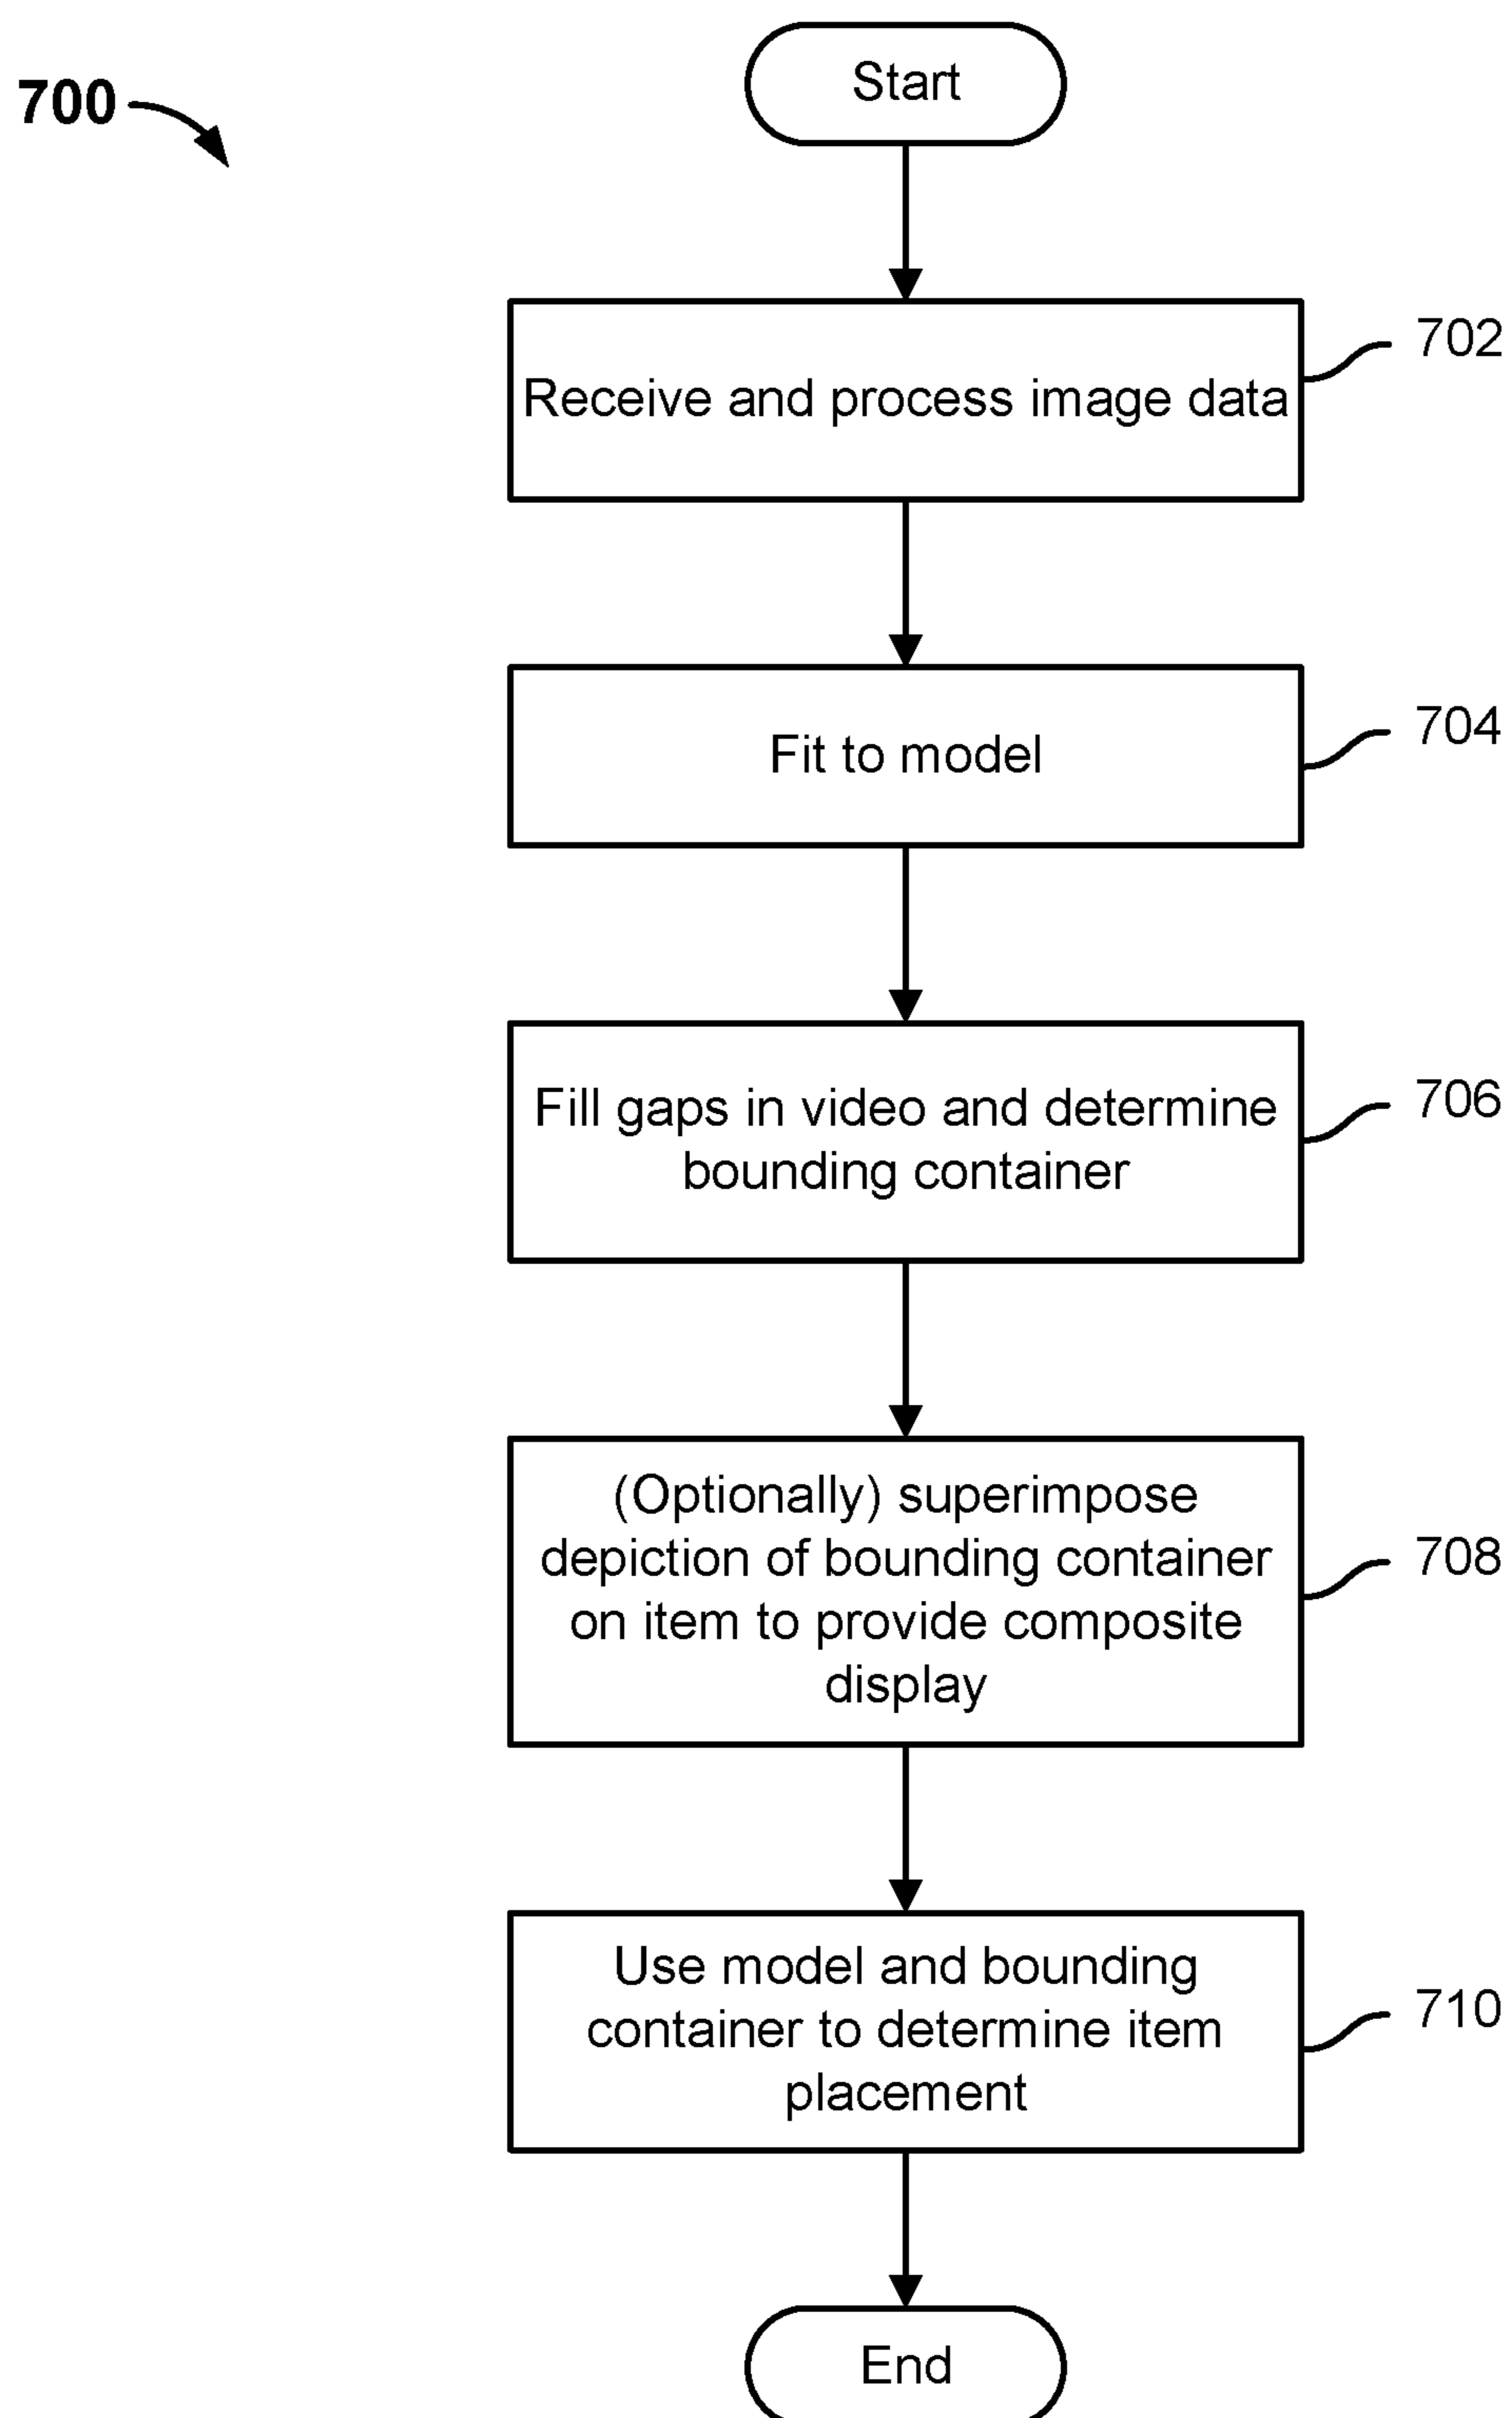 700
Start
Receive and process image data
702
Fit to model
704
Fill gaps in video and determine
bounding container
706
(Optionally) superimpose
depiction of bounding container
on item to provide composite
display
708
Use model and bounding
container to determine item
placement
710
End